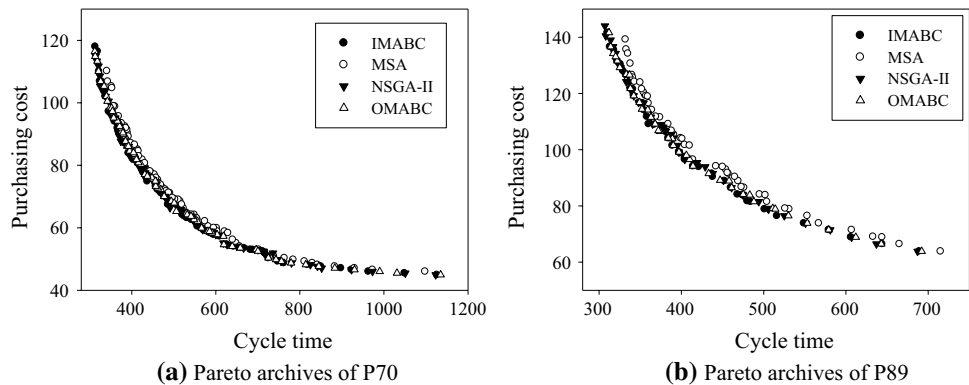 IMABC
MSA
NSGA-II
OMABC
Purchasing cost
120
100
80
60
40
400 600 800 1000 1200
Cycle time
(a) Pareto archives of P70
IMABC
MSA
NSGA-II
OMABC
Purchasing cost
140
120
100
80
60
300 400 500 600 700
Cycle time
(b) Pareto archives of P89